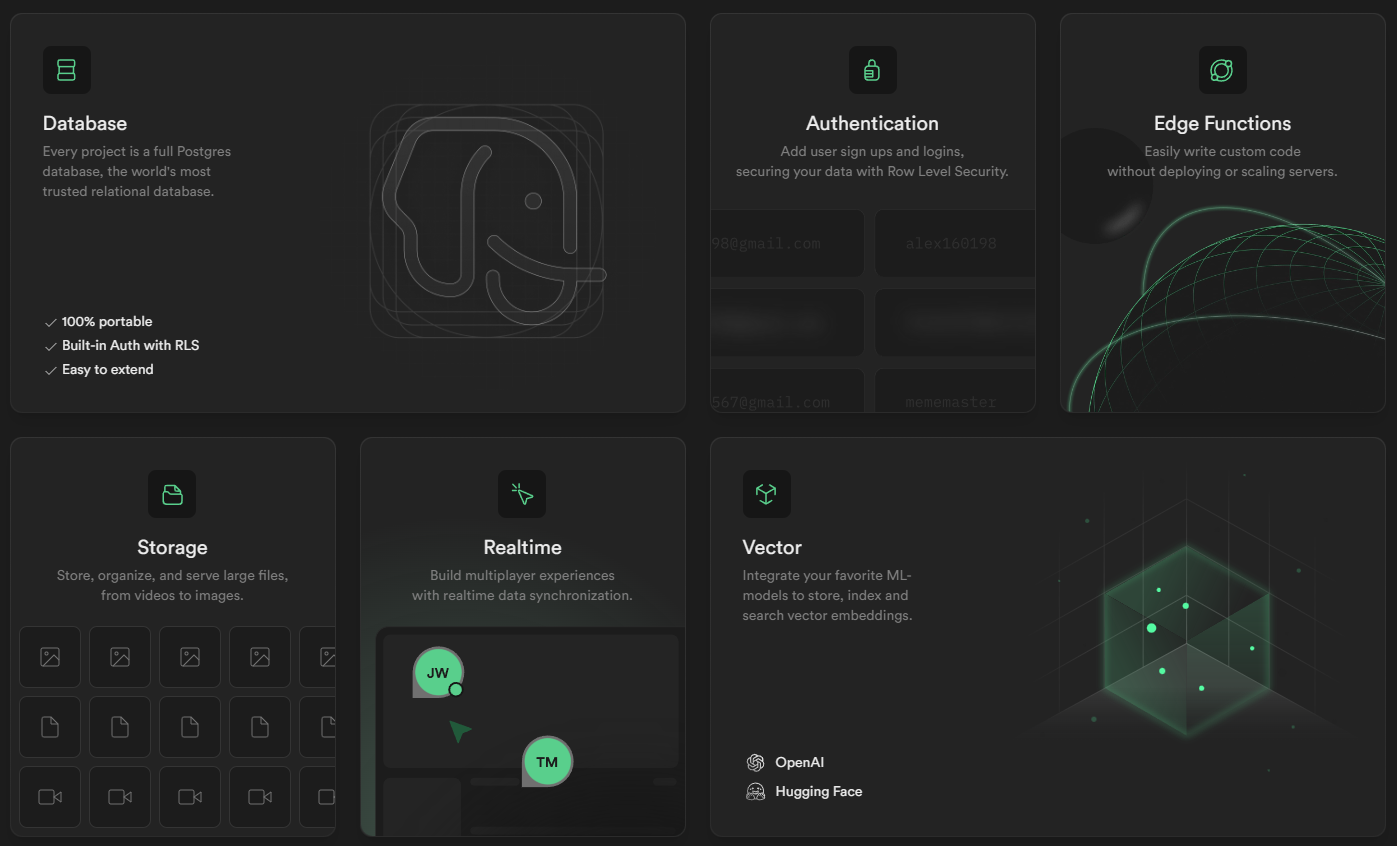 Database
Every project is a full Postgres
database, the world's most
trusted relational database.
100% portable
Built-in Auth with RLS
Easy to extend
Authentication
Add user sign ups and logins,
securing your data with Row Level Security.
98@gmail.com
alex160198
567@gmail.com
mememaster
Edge Functions
Easily write custom code
without deploying or scaling servers.
Storage
Store, organize, and serve large files,
from videos to images.
Realtime
Build multiplayer experiences
with realtime data synchronization.
JW
TM
Vector
Integrate your favorite ML-
models to store, index and
search vector embeddings.
OpenAI
Hugging Face